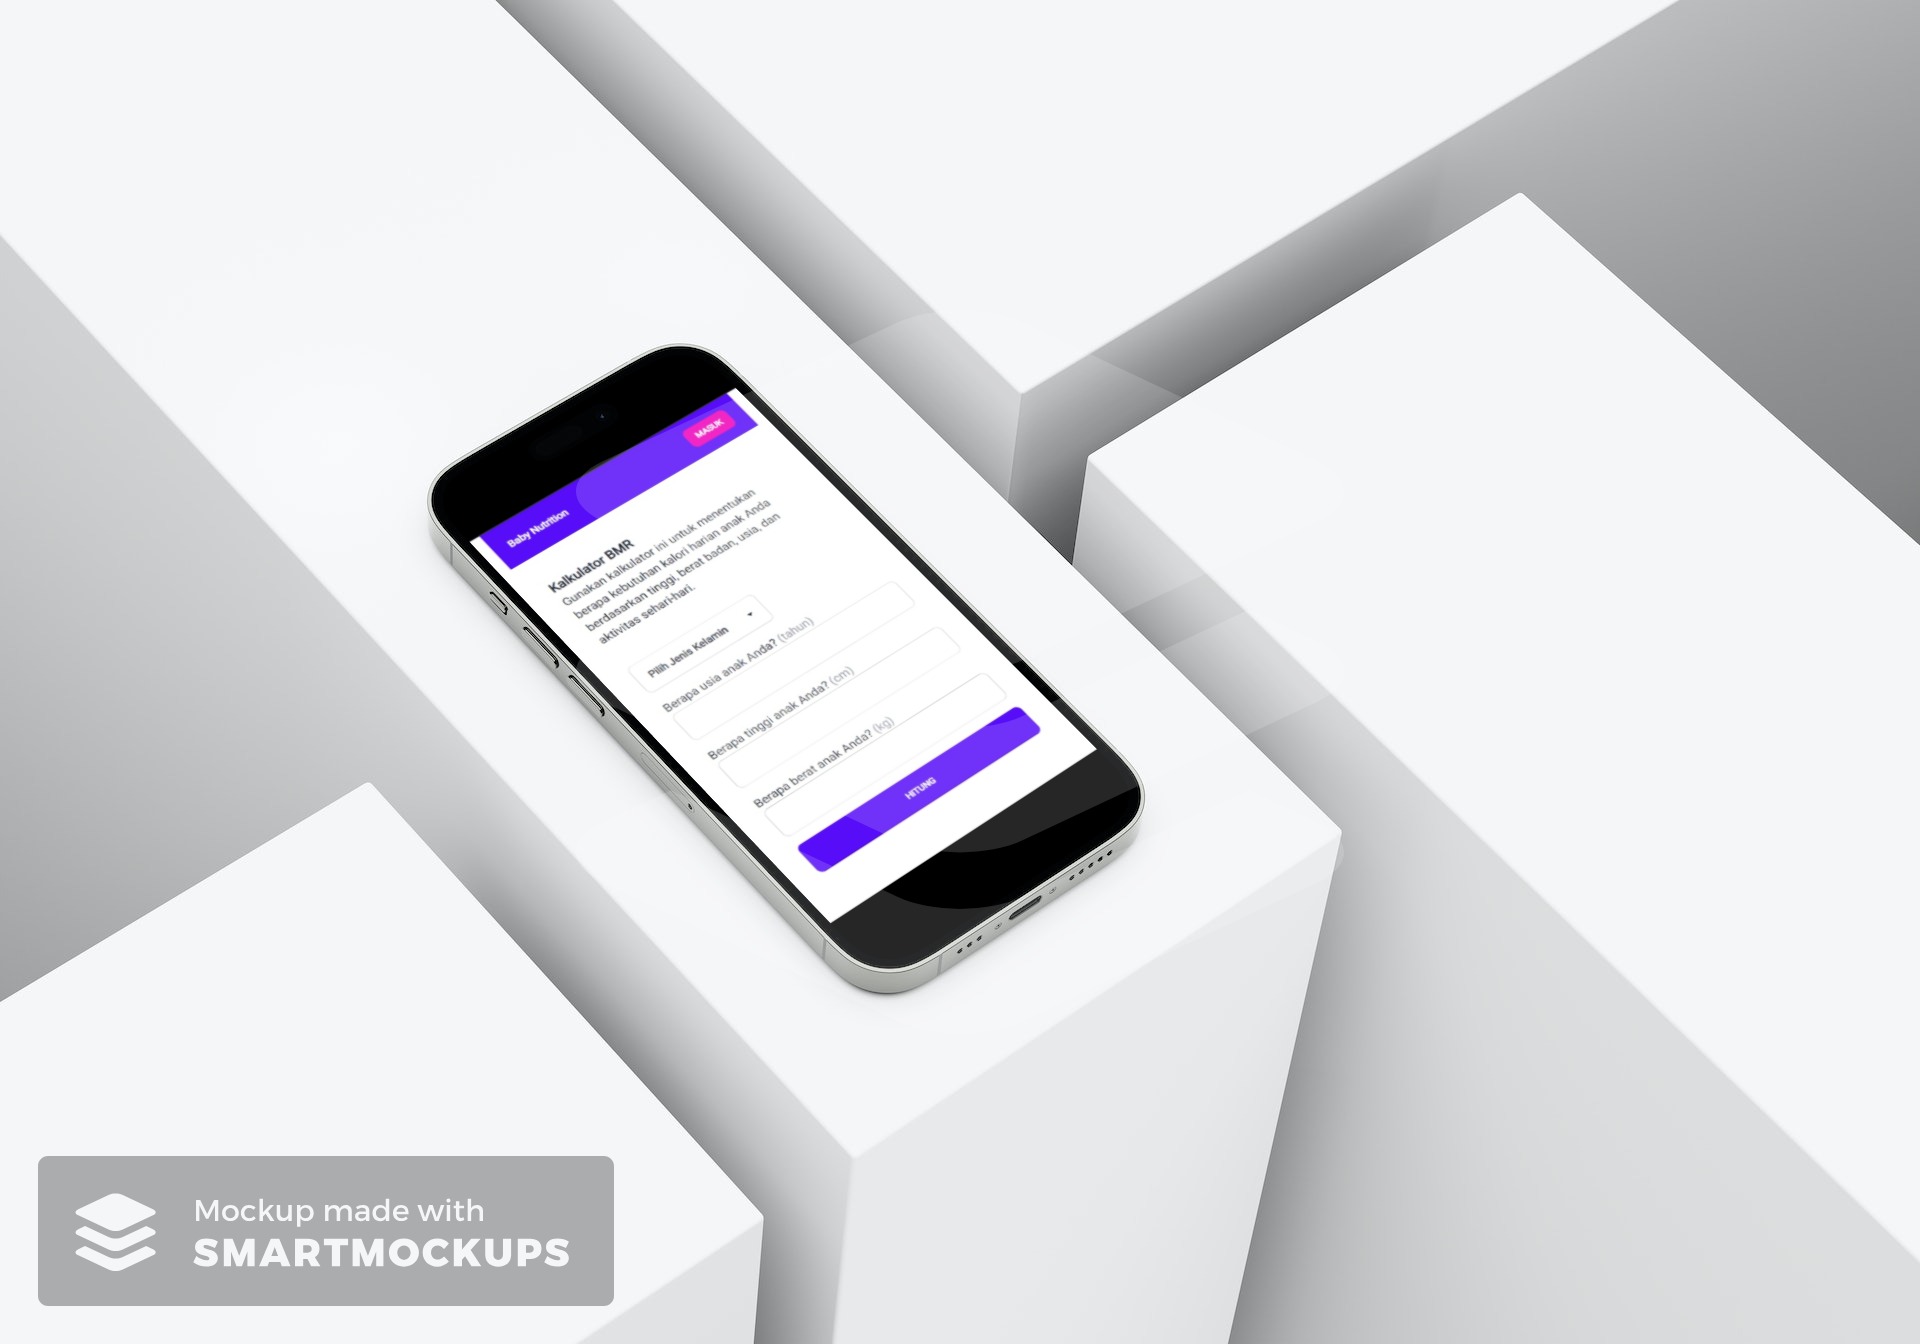 Baby Nutrition
MASUK
Kalkulator BMR
Gunakan kalkulator ini untuk menentukan
berapa kebutuhan kalori harian anak Anda
berdasarkan tinggi, berat badan, usia, dan
aktivitas sehari-hari.
Pilih Jenis Kelamin
Berapa usia anak Anda? (tahun)
Berapa tinggi anak Anda? (cm)
Berapa berat anak Anda? (kg)
HITUNG
Mockup made with
SMARTMOCKUPS